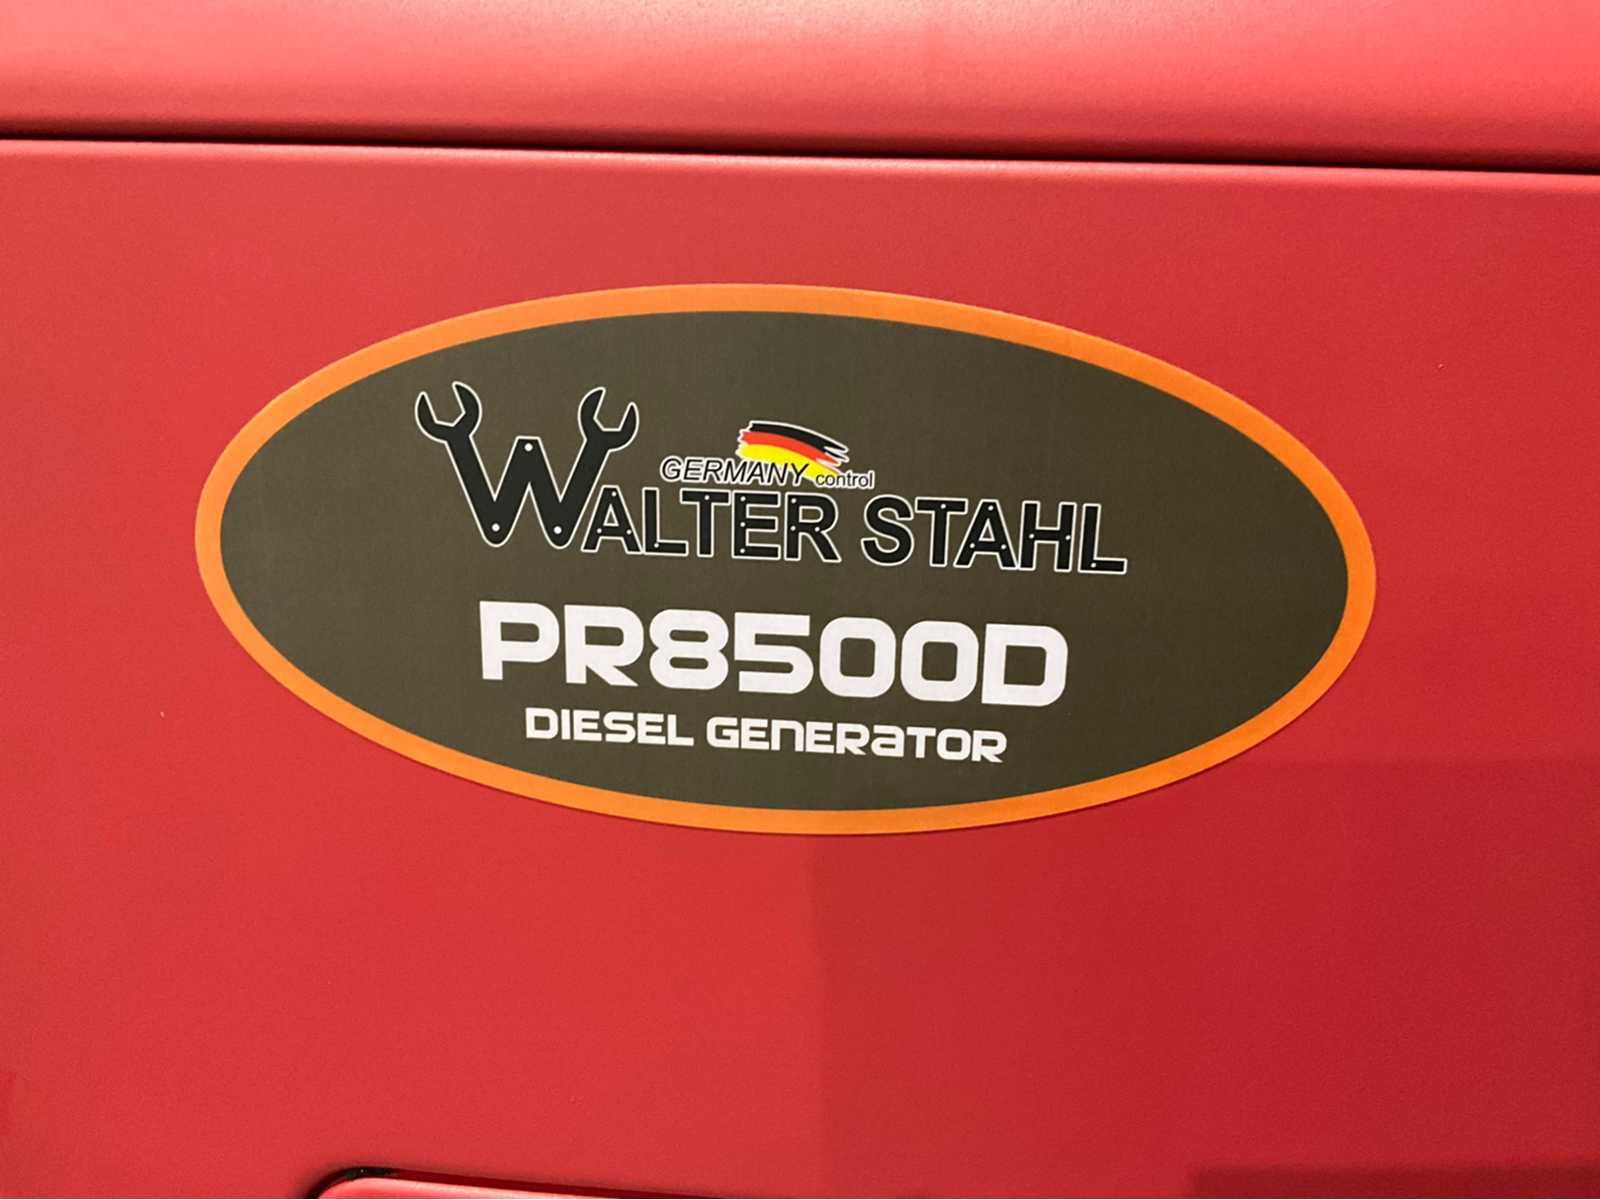 GERMANY control
WALTER STAHL
PR8500D
DIESEL GENERATOR